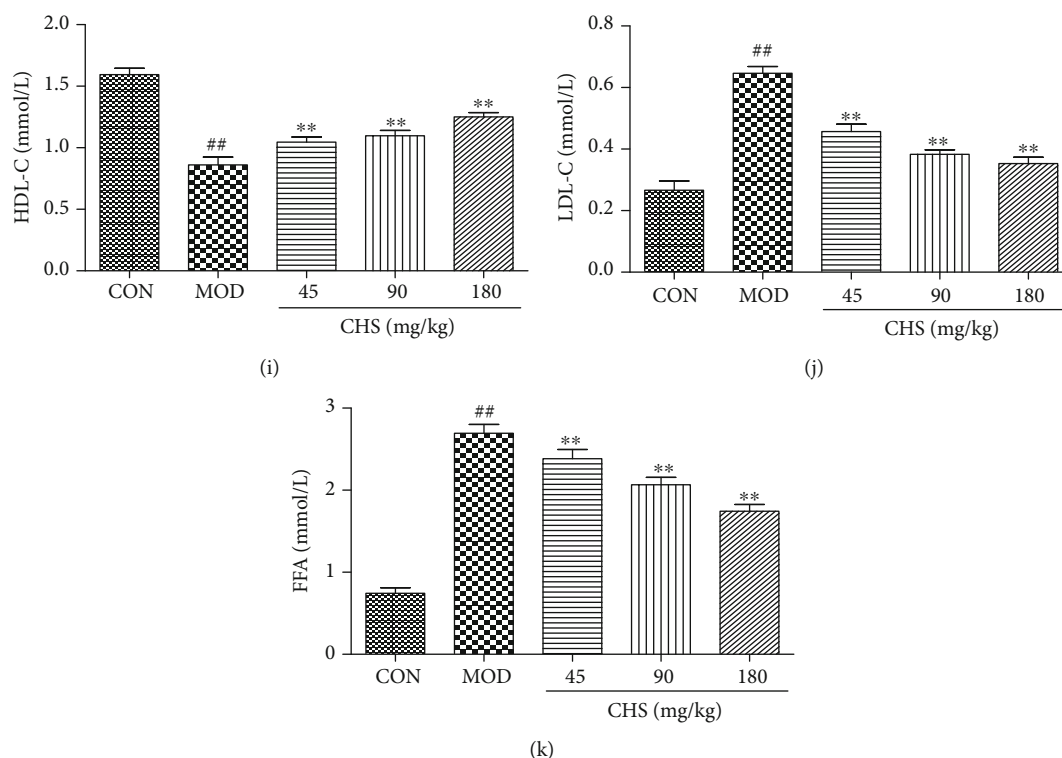 HDL-C (mmol/L)
2.0
1.5
1.0
0.5
0.0
##
**
**
**
CON
MOD
45
90
180
CHS (mg/kg)
(i)
LDL-C (mmol/L)
0.8
0.6
0.4
0.2
0.0
##
**
**
**
CON
MOD
45
90
180
CHS (mg/kg)
(j)
FFA (mmol/L)
3
2
1
0
##
**
**
**
CON
MOD
45
90
180
CHS (mg/kg)
(k)